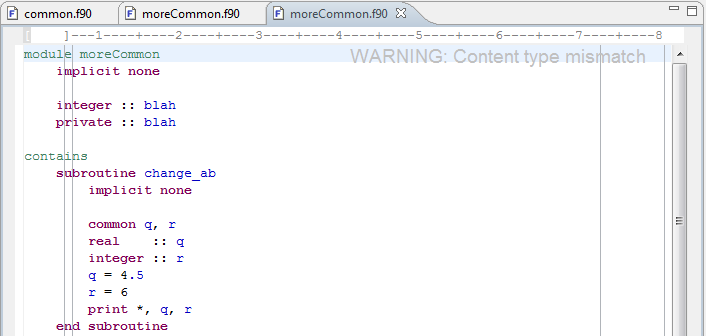 common.f90 moreCommon.f90 moreCommon.f90
[ ]---1----+----2----+----3----+----4----+----5----+----6----+----7----+----8
WARNING: Content type mismatch
module moreCommon
implicit none
integer :: blah
private :: blah
contains
subroutine change_ab
implicit none
common q, r
real    :: q
integer :: r
q = 4.5
r = 6
print *, q, r
end subroutine